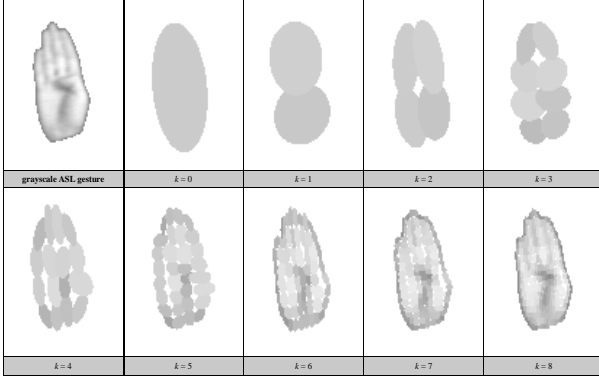 grayscale ASL gesture k = 0 k = 1 k = 2 k = 3
k = 4 k = 5 k = 6 k = 7 k = 8